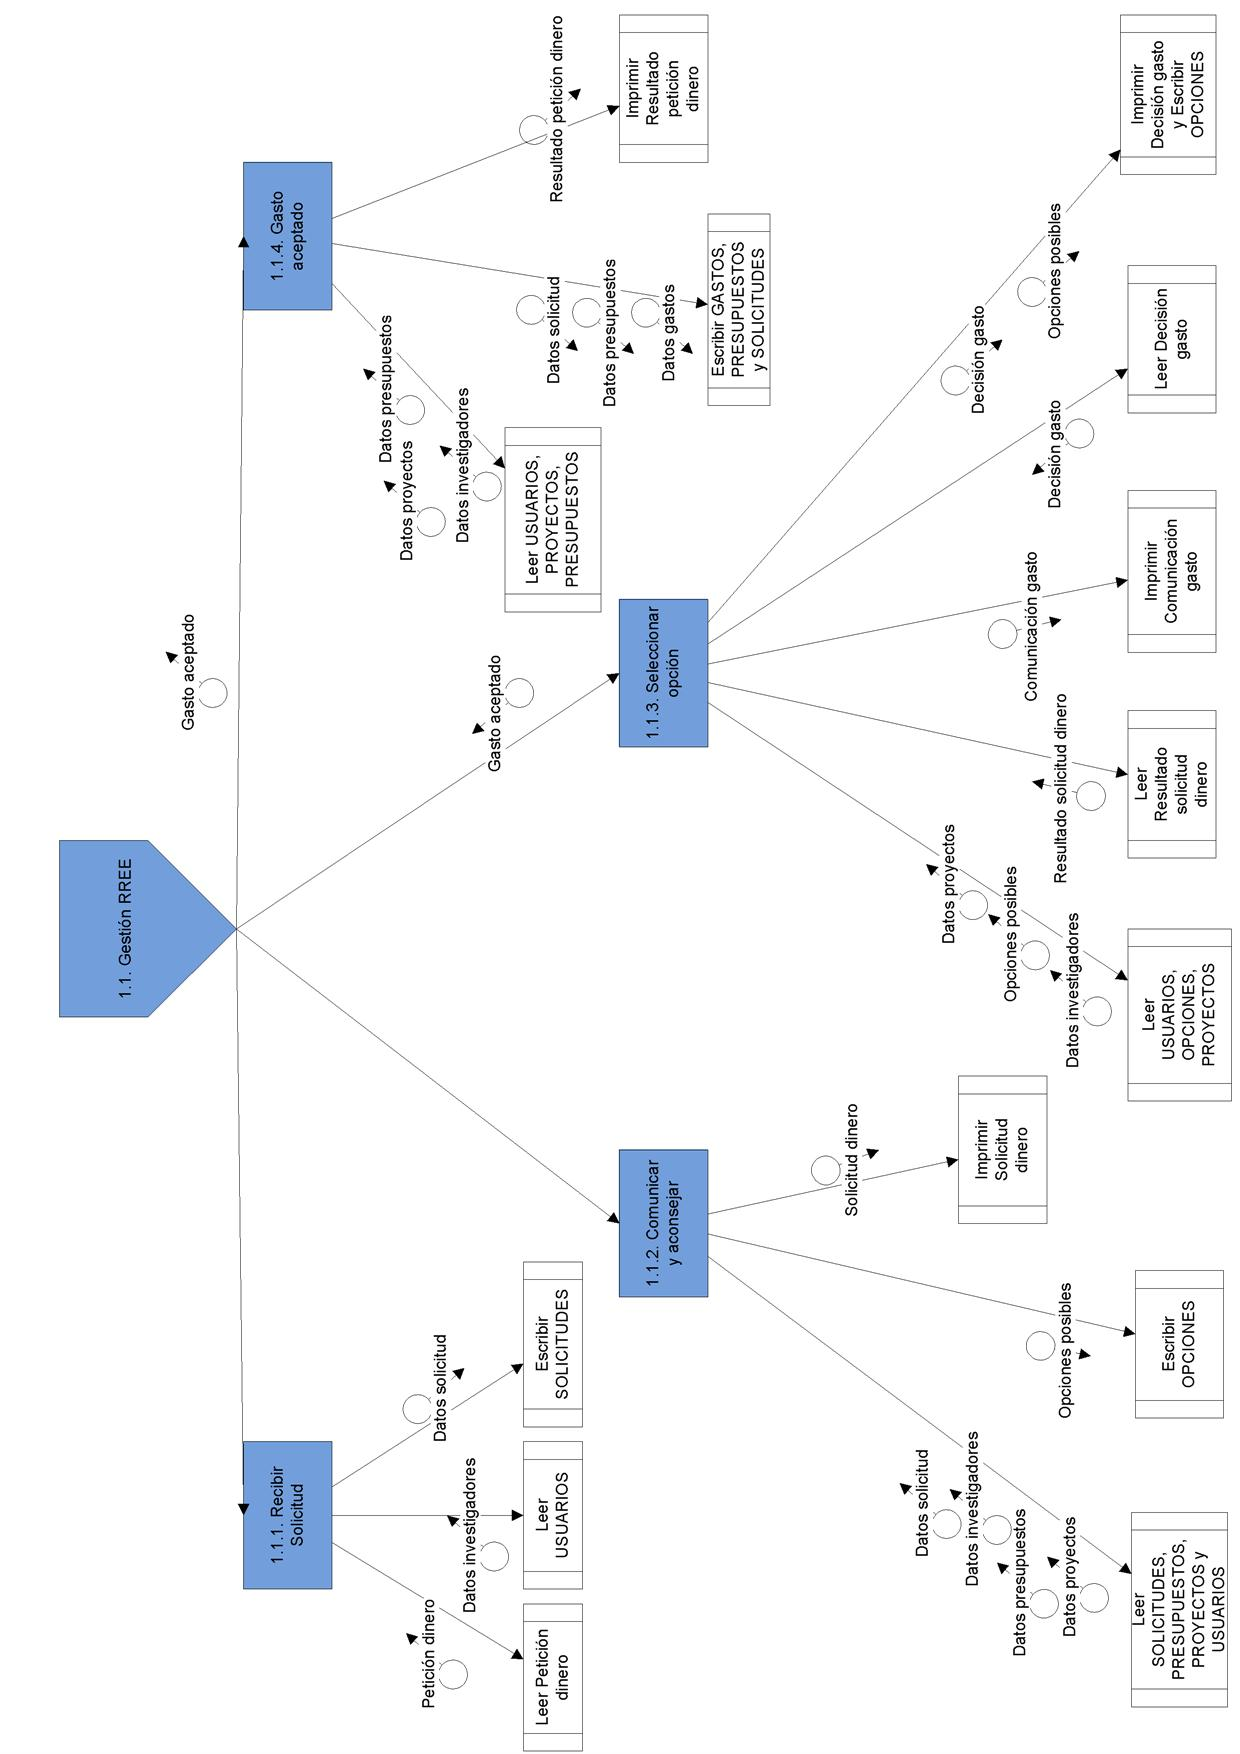 1.1. Gestión RREE
Gasto aceptado
Gasto aceptado
1.1.1. Recibir
Solicitud
Petición dinero
Datos investigadores
Datos solicitud
Leer Petición
dinero
Leer
USUARIOS
Escribir
SOLICITUDES
1.1.2. Comunicar
y aconsejar
Datos solicitud
Datos investigadores
Datos presupuestos
Datos proyectos
Opciones posibles
Solicitud dinero
Leer
SOLICITUDES,
PRESUPUESTOS,
PROYECTOS y
USUARIOS
Escribir
OPCIONES
Imprimir
Solicitud
dinero
1.1.3. Seleccionar
opción
Datos proyectos
Opciones posibles
Datos investigadores
Resultado solicitud dinero
Comunicación gasto
Decisión gasto
Decisión gasto
Opciones posibles
Leer
USUARIOS,
OPCIONES,
PROYECTOS
Leer
Resultado
solicitud
dinero
Imprimir
Comunicación
gasto
Leer Decisión
gasto
Imprimir
Decisión gasto
y Escribir
OPCIONES
1.1.4. Gasto
aceptado
Datos presupuestos
Datos proyectos
Datos investigadores
Datos solicitud
Datos presupuestos
Datos gastos
Resultado petición dinero
Leer USUARIOS,
PROYECTOS,
PRESUPUESTOS
Escribir GASTOS,
PRESUPUESTOS
y SOLICITUDES
Imprimir
Resultado
petición
dinero